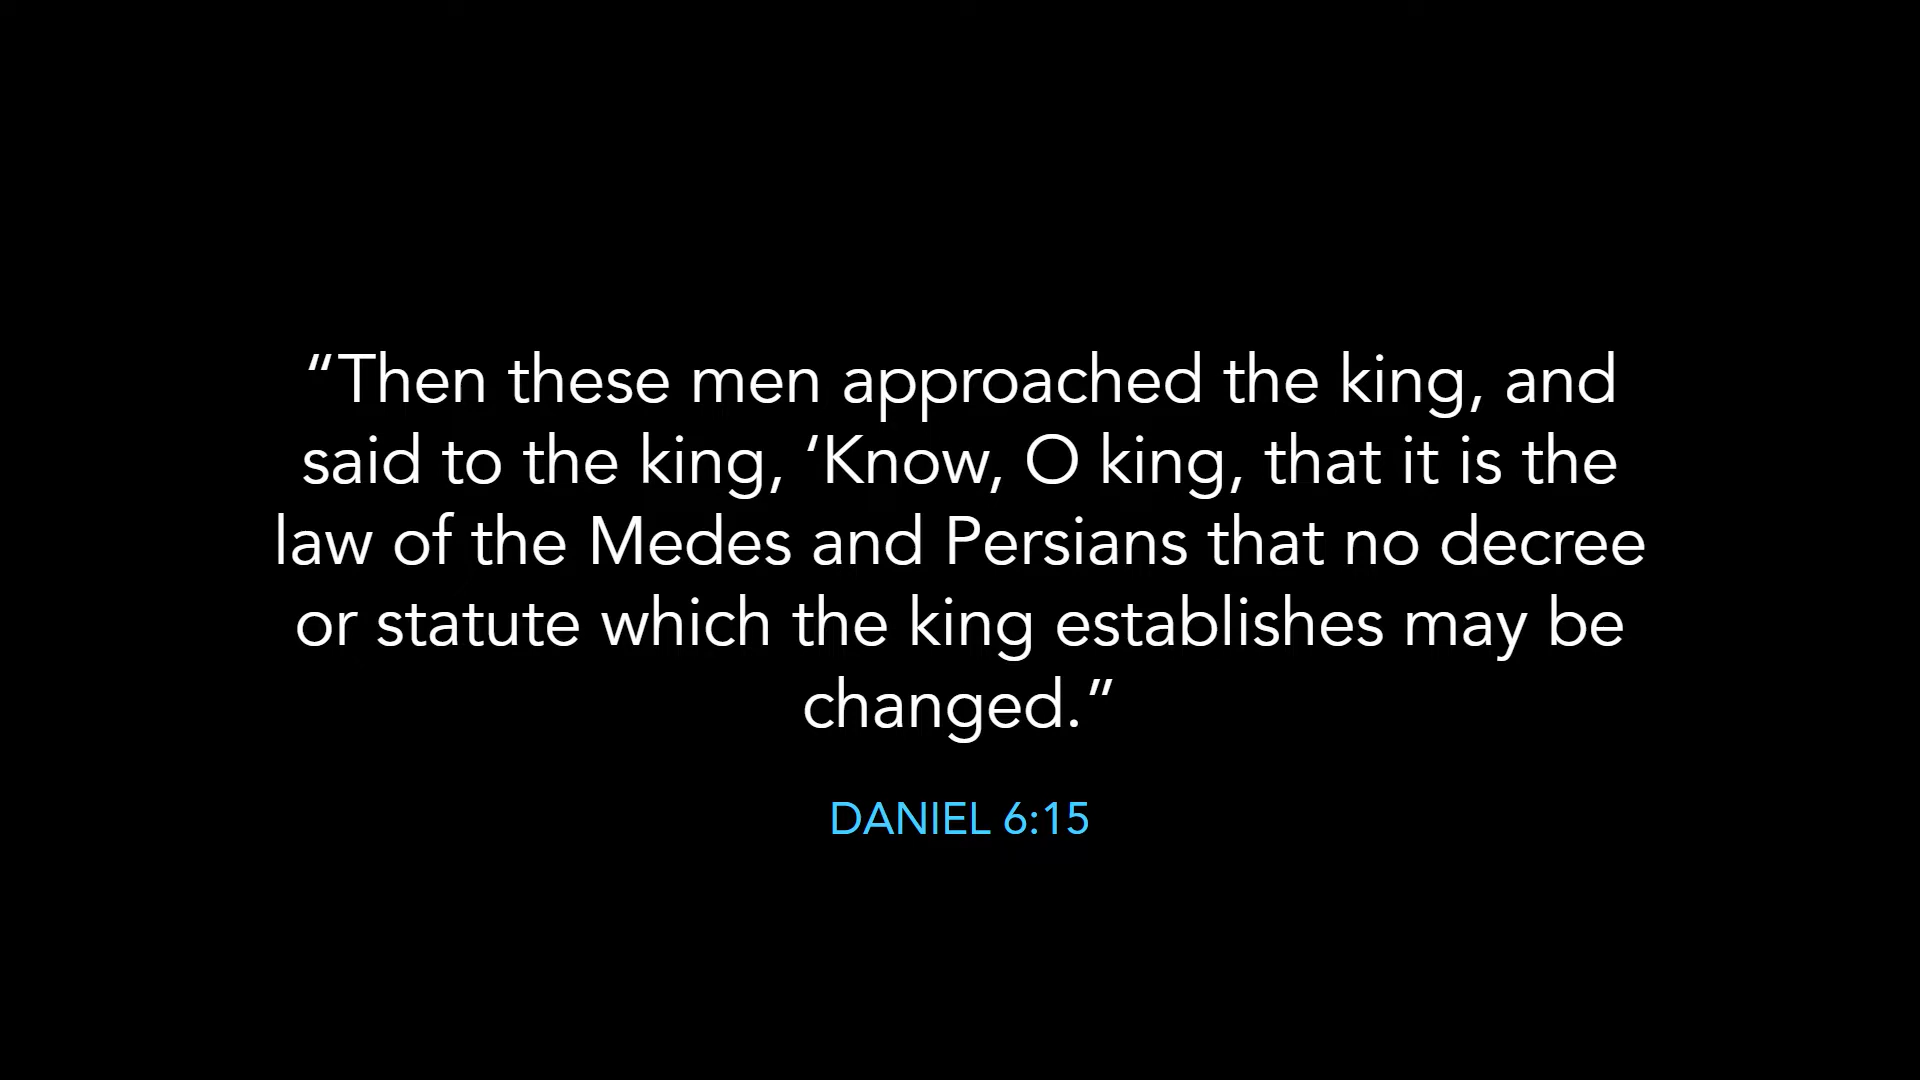 “Then these men approached the king, and
said to the king, ‘Know, O king, that it is the
law of the Medes and Persians that no decree
or statute which the king establishes may be
changed.”
DANIEL 6:15